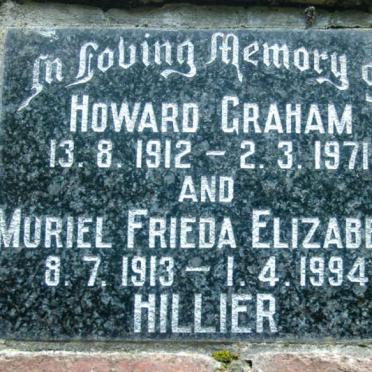 In Loving Memory of
HOWARD GRAHAM
13. 8. 1912 – 2. 3. 1971
AND
MURIEL FRIEDA ELIZABE
8. 7. 1913 – 1. 4. 1994
HILLIER